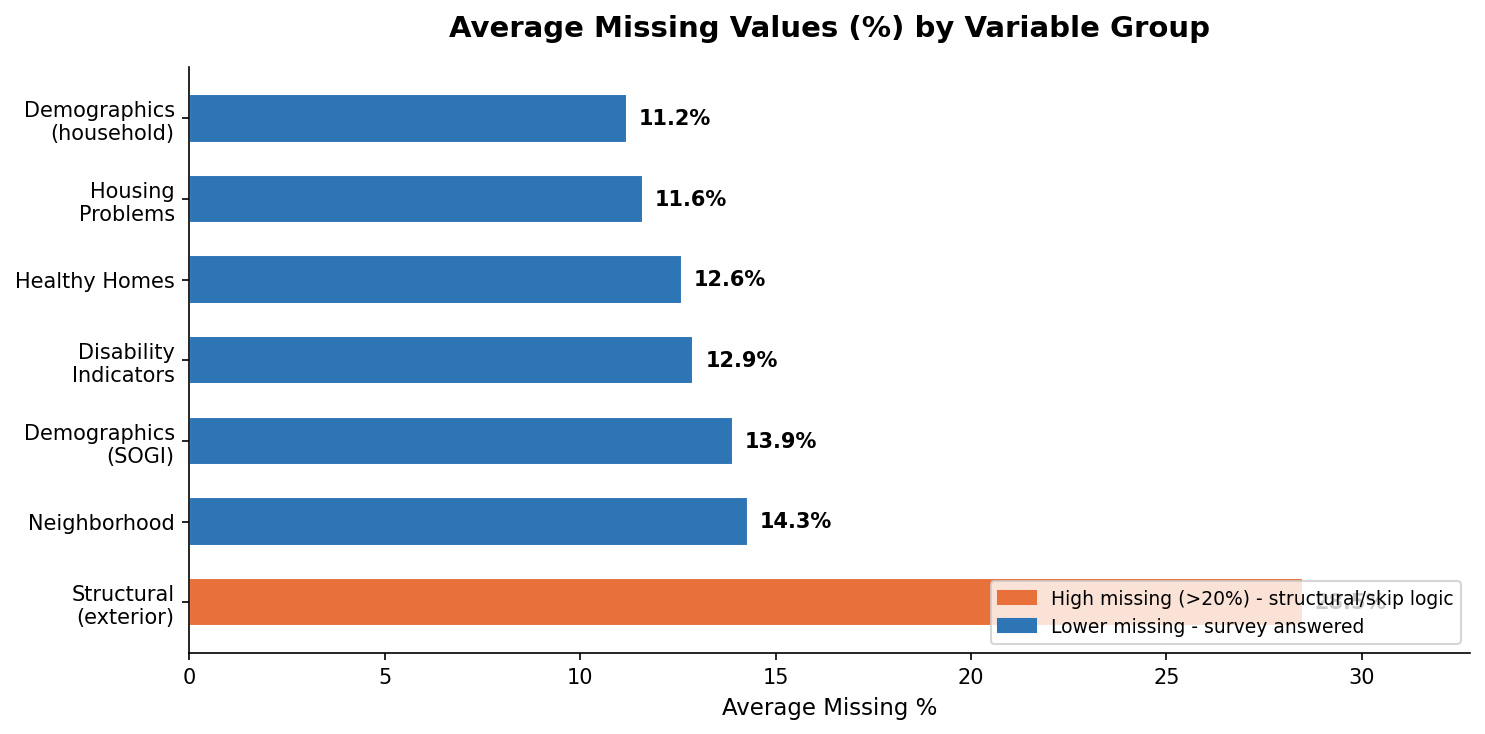 Average Missing Values (%) by Variable Group
Demographics
(household)
11.2%
Housing
Problems
11.6%
Healthy Homes
12.6%
Disability
Indicators
12.9%
Demographics
(SOGI)
13.9%
Neighborhood
14.3%
Structural
(exterior)
High missing (>20%) - structural skip logic
Lower missing - survey answered
0 5 10 15 20 25 30
Average Missing %